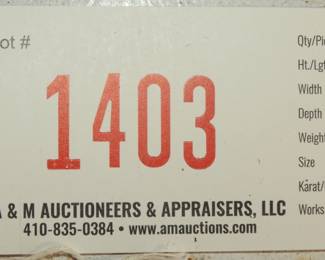 ot #
1403
A & M AUCTIONEERS & APPRAISERS, LLC
410-835-0384 • www.amauctions.com
Qty/Pie
Ht./Lgt
Width
Depth
Weight
Size
Karat/
Works